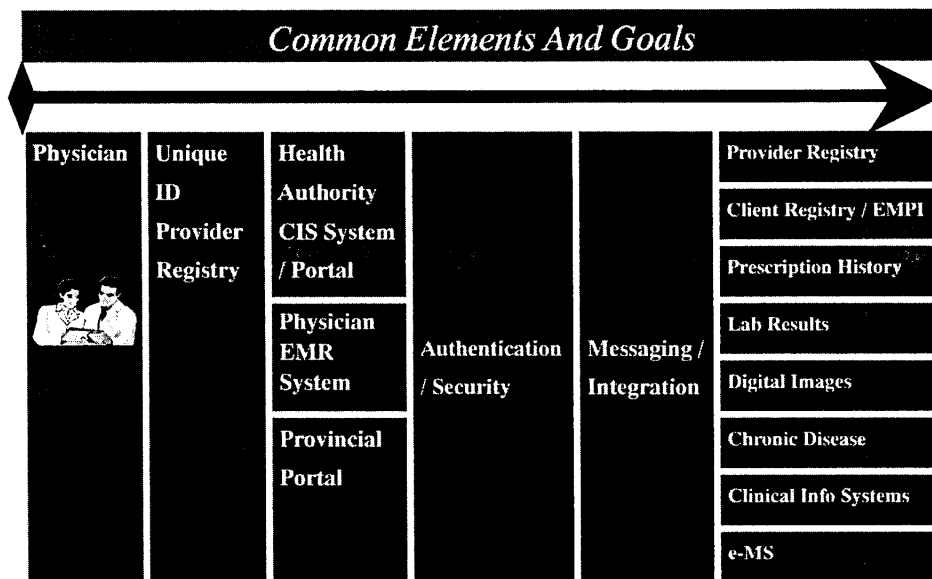 Common Elements And Goals
Physician
Unique
ID
Provider
Registry
Health
Authority
CIS System
/ Portal
Physician
EMR
System
Provincial
Portal
Authentication
/ Security
Messaging /
Integration
Provider Registry
Client Registry / EMPI
Prescription History
Lab Results
Digital Images
Chronic Disease
Clinical Info Systems
e-MS